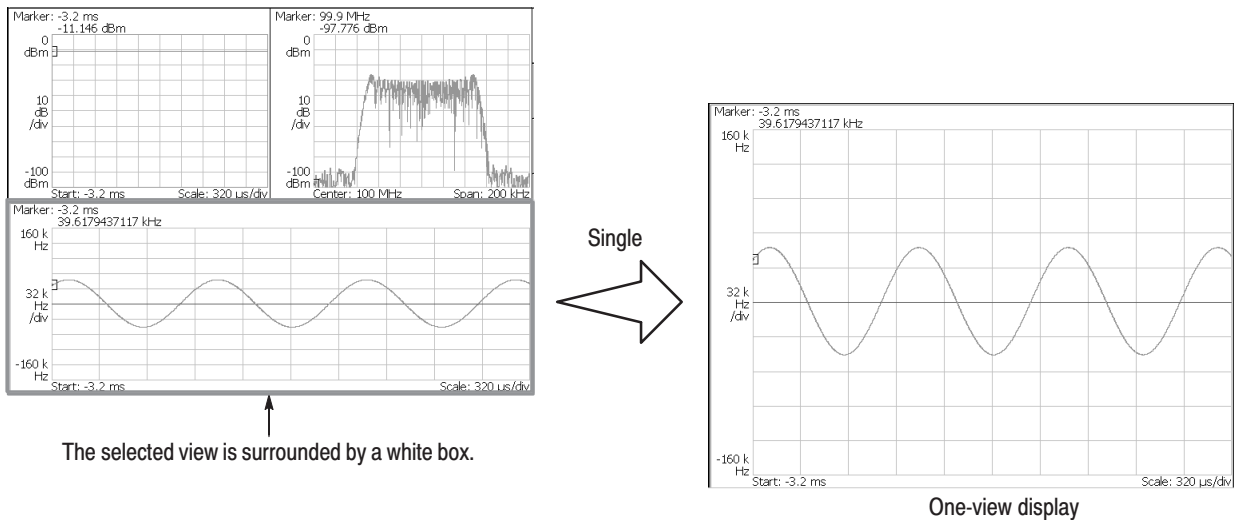 Marker: -3.2 ms
-11.146 dBm
0
dBm
10
dB
/div
-100
dBm
Start: -3.2 ms
Scale: 320 µs/div
Marker: 99.9 MHz
-97.776 dBm
0
dBm
10
dB
/div
-100
dBm
Center: 100 MHz
Span: 200 kHz
Marker: -3.2 ms
39.6179437117 kHz
160 k
Hz
32 k
Hz
/div
-160 k
Hz
Start: -3.2 ms
Scale: 320 µs/div
The selected view is surrounded by a white box.
Single
Marker: -3.2 ms
39.6179437117 kHz
160 k
Hz
32 k
Hz
/div
-160 k
Hz
Start: -3.2 ms
Scale: 320 µs/div
One-view display